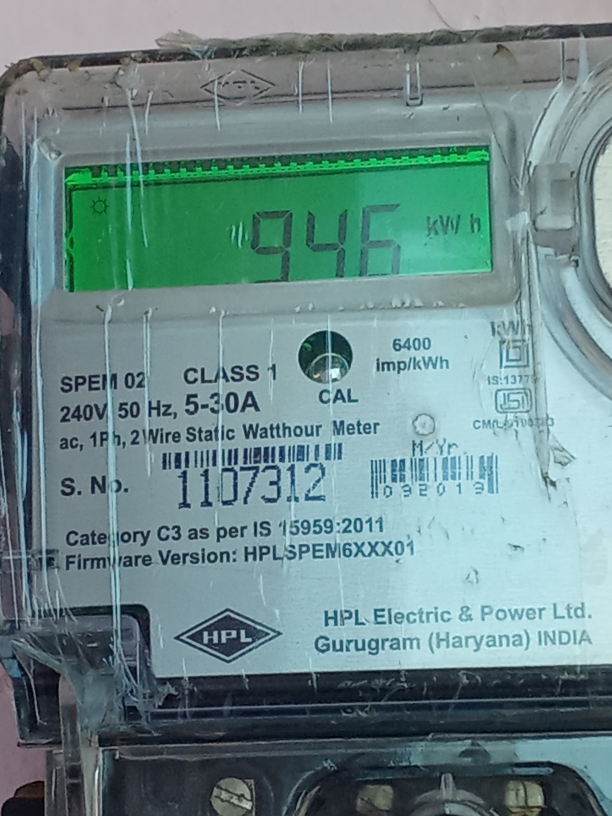 946 kWh
6400
imp/kWh
kWh
SPEM 02 CLASS 1
CAL
240V, 50 Hz, 5-30A
ac, 1Ph, 2 Wire Static Watthour Meter
M/Yr.
S. No. 1107312
092019
Category C3 as per IS 15959:2011
Firmware Version: HPLSPEM6XXX01
HPL
HPL Electric & Power Ltd.
Gurugram (Haryana) INDIA